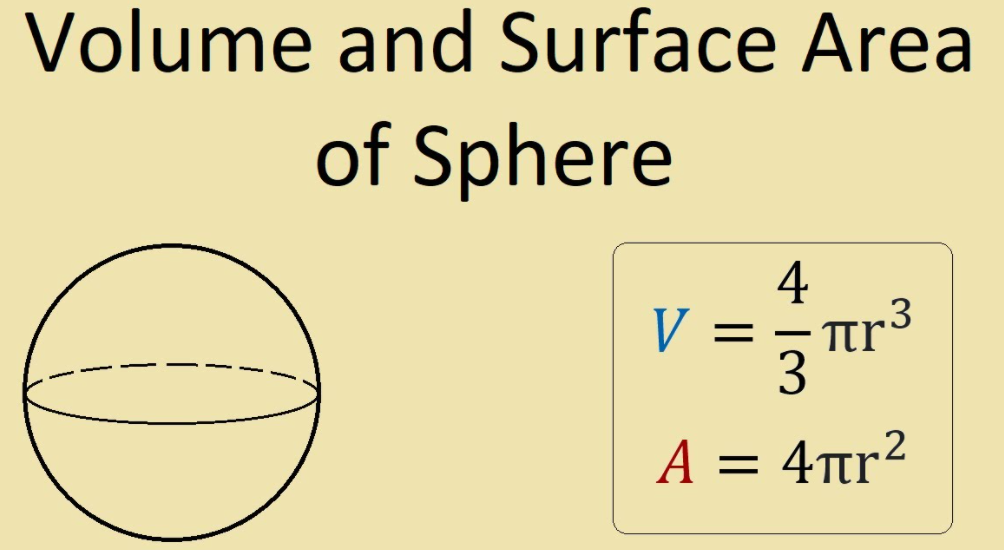 Volume and Surface Area
of Sphere
V = 4/3 πr³
A = 4πr²